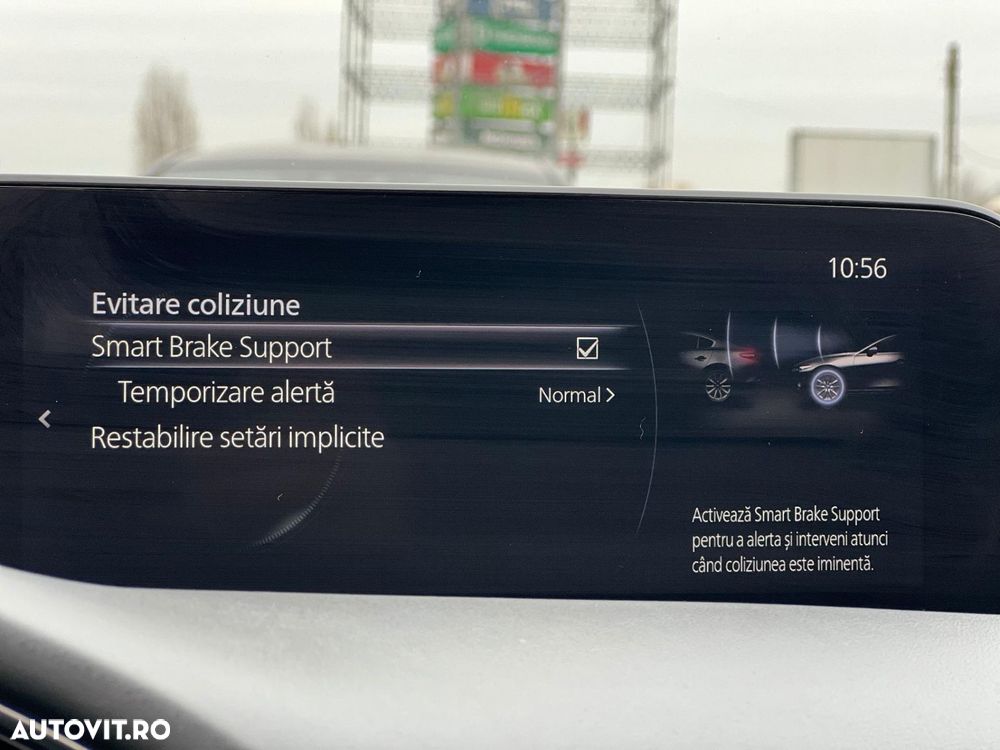 10:56
Evitare coliziune
Smart Brake Support
Temporizare alertă
Normal
Restabilire setări implicite
Activează Smart Brake Support
pentru a alerta și interveni atunci
când coliziunea este iminentă.
AUTOVIT.RO